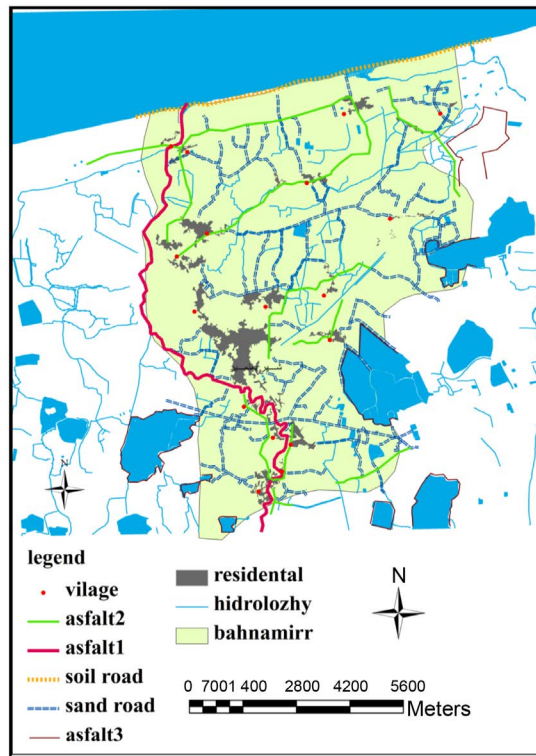 N
legend
vilage
asfalt2
asfalt1
soil road
sand road
asfalt3
residental
hidrolozhy
bahnamirr
N
0 7001 400 2800 4200 5600
Meters